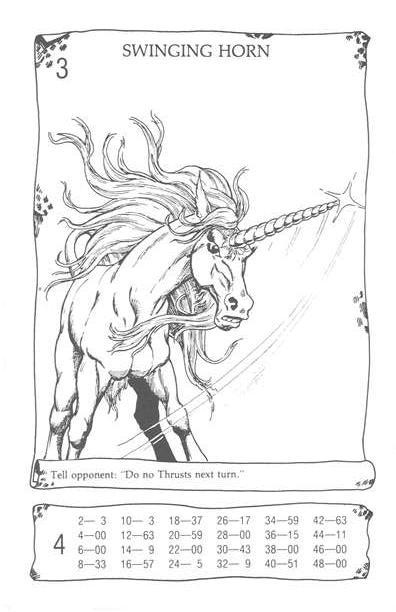 SWINGING HORN
3
Tell opponent: "Do no Thrusts next turn."
4
2— 3 10— 3 18—37 26—17 34—59 42—63
4—00 12—63 20—59 28—00 36—15 44—11
6—00 14— 9 22—00 30—43 38—00 46—00
8—33 16—57 24— 5 32— 9 40—51 48—00